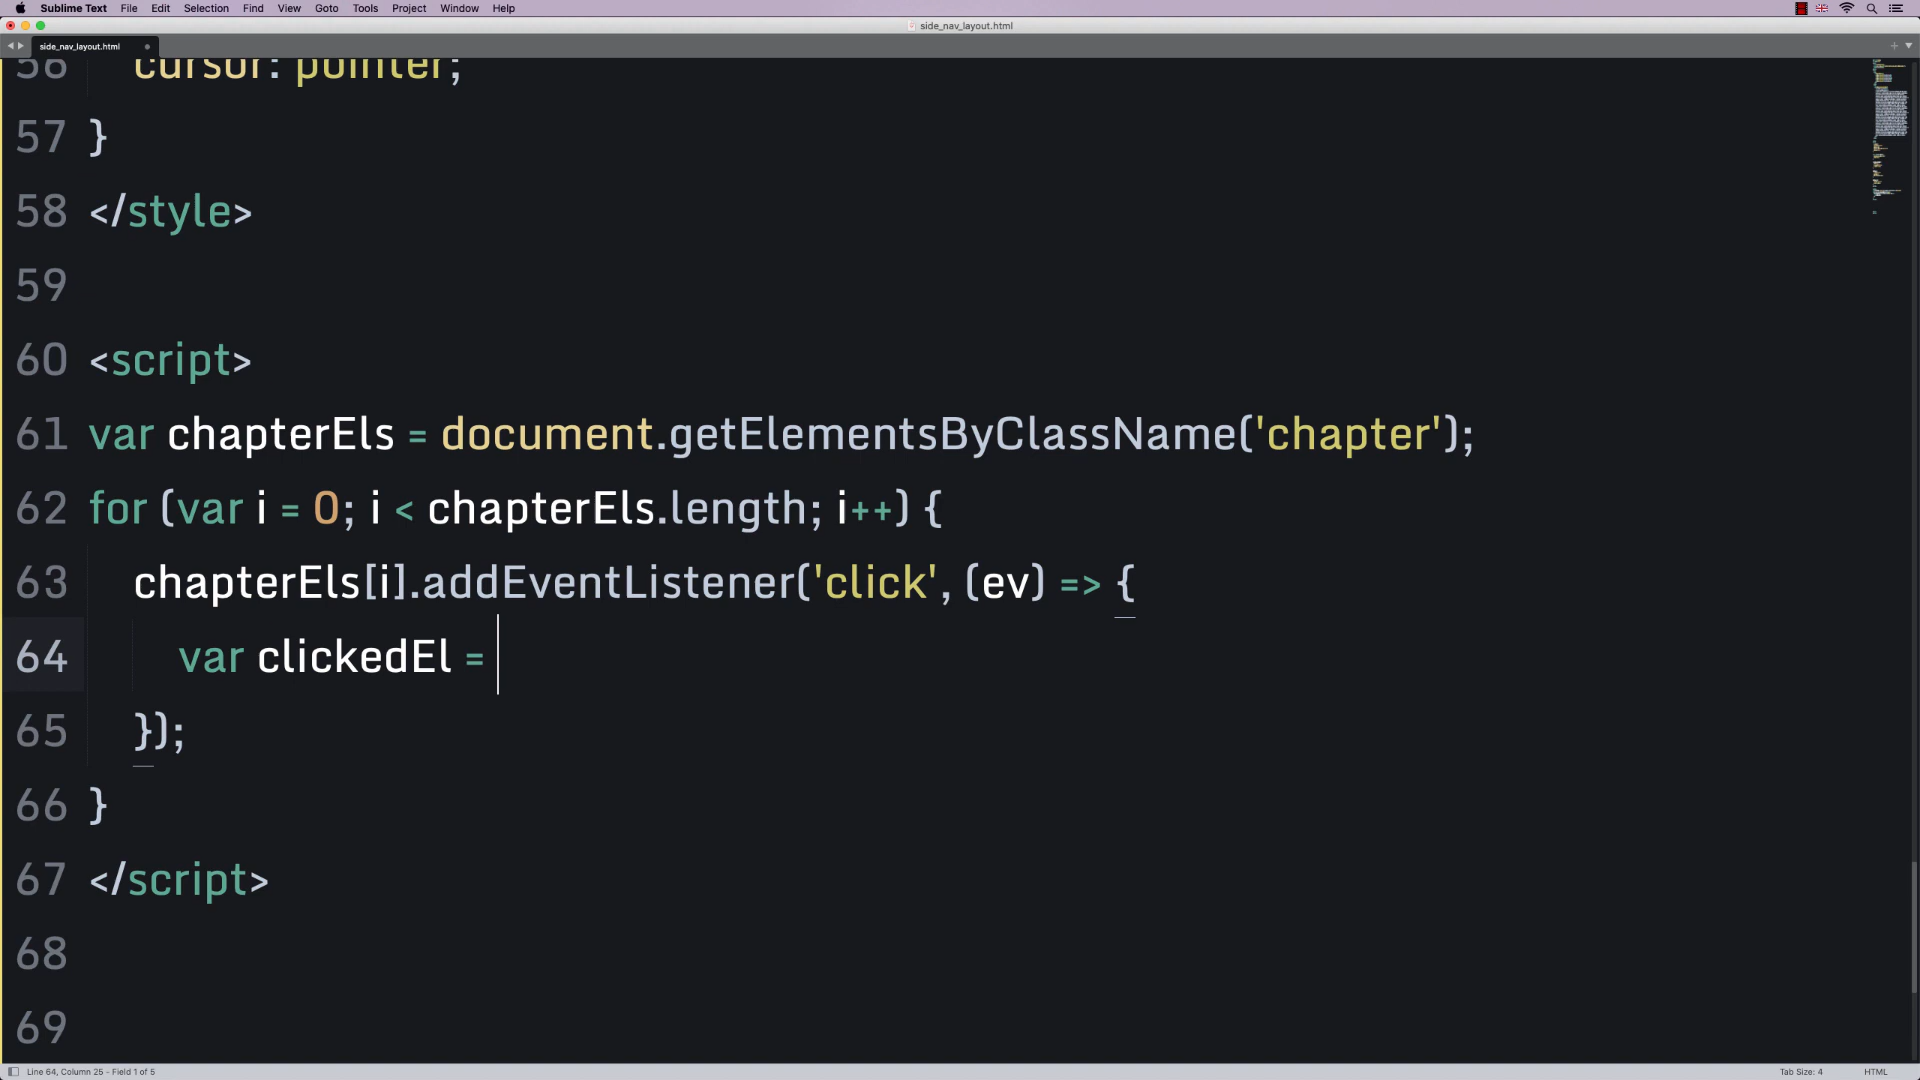 Sublime Text File Edit Selection Find View Goto Tools Project Window Help
side_nav_layout.html
side_nav_layout.html
56 cursor: pointer;
57 }
58 </style>
59
60 <script>
61 var chapterEls = document.getElementsByClassName('chapter');
62 for (var i = 0; i < chapterEls.length; i++) {
63 chapterEls[i].addEventListener('click', (ev) => {
64 var clickedEl =
65 });
66 }
67 </script>
68
69
Line 64, Column 25 - Field 1 of 5 Tab Size: 4 HTML